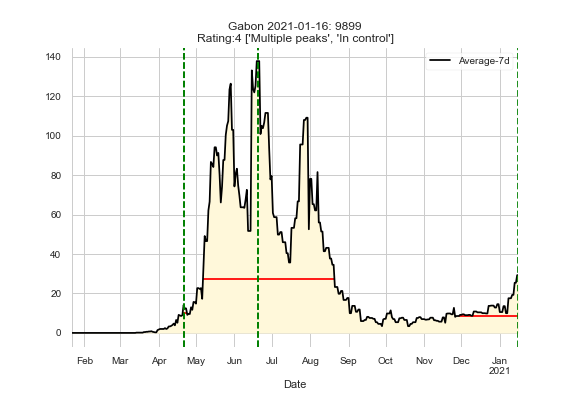 Gabon 2021-01-16: 9899
Rating:4 ['Multiple peaks', 'In control']
Average-7d
140
120
100
80
60
40
20
0
Feb Mar Apr May Jun Jul Aug Sep Oct Nov Dec Jan
2021
Date